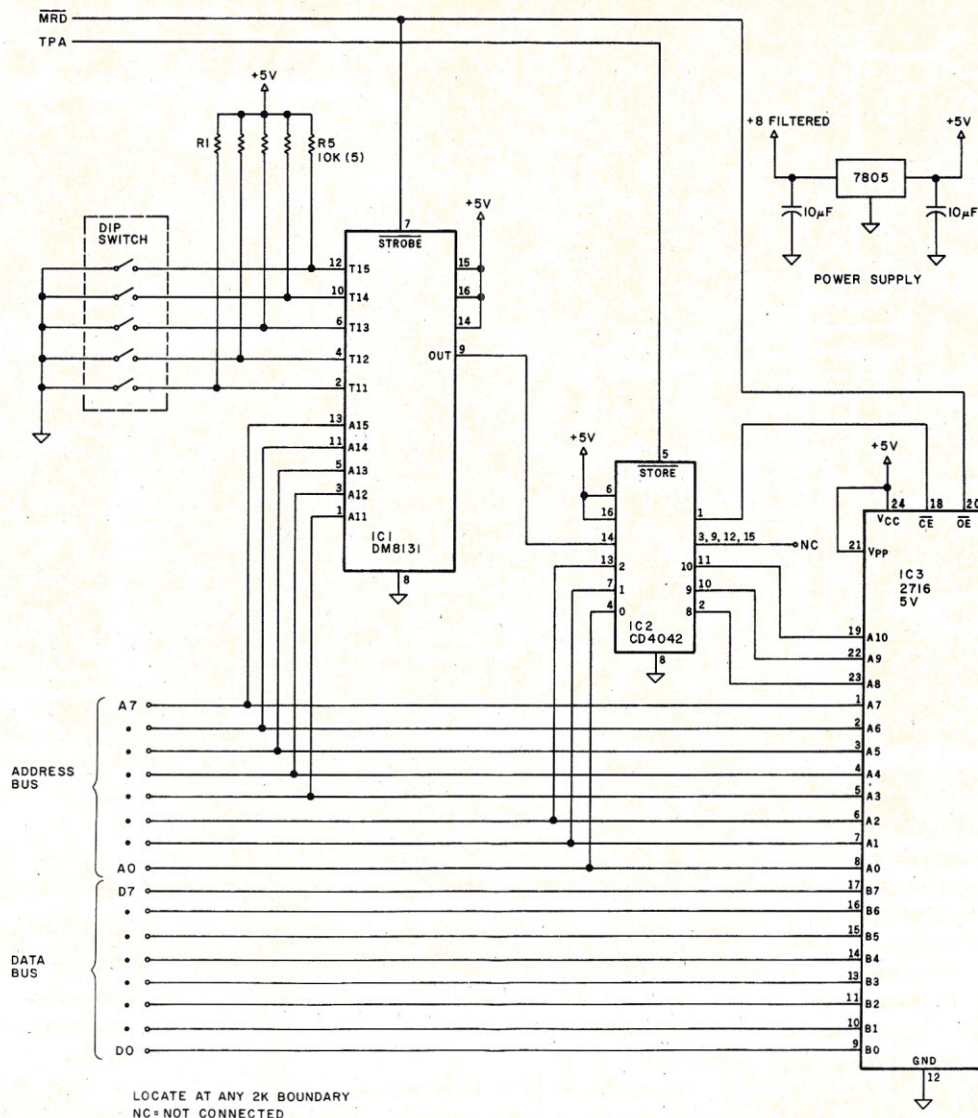 MRD
TPA
+5V
R1
R5
10K (5)
+8 FILTERED
+5V
7805
10µF
10µF
POWER SUPPLY
DIP
SWITCH
7
STROBE
+5V
12 T15
10 T14
6 T13
4 T12
2 T11
13 A15
11 A14
5 A13
3 A12
1 A11
15
16
14
OUT 9
IC1
DM8131
8
+5V
5
STORE
6
16
14
13 2
7 1
4 0
1
3, 9, 12, 15
NC
10 11
9 10
8 2
IC2
CD4042
8
+5V
24 18 20
VCC CE OE
21 VPP
IC3
2716
5V
19 A10
22 A9
23 A8
1 A7
2 A6
3 A5
4 A4
5 A3
6 A2
7 A1
8 A0
17 B7
16 B6
15 B5
14 B4
13 B3
11 B2
10 B1
9 B0
GND
12
ADDRESS
BUS
A7
A0
DATA
BUS
D7
D0
LOCATE AT ANY 2K BOUNDARY
NC=NOT CONNECTED